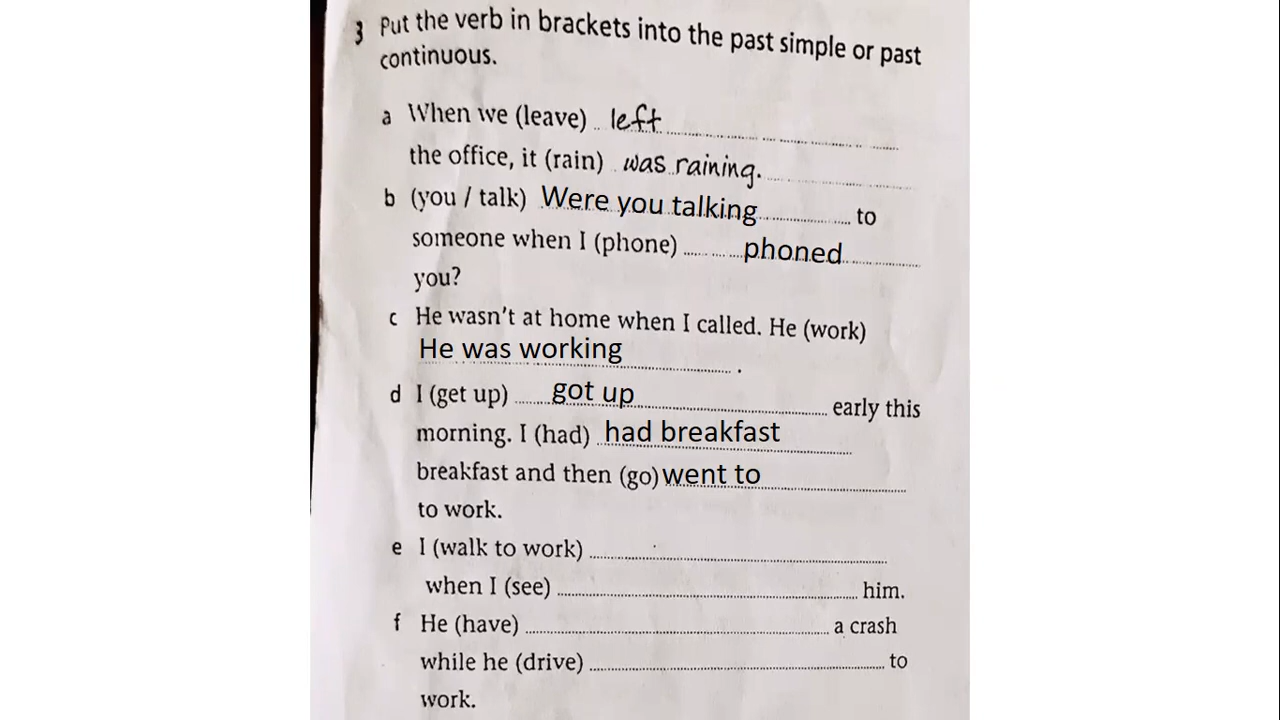 3 Put the verb in brackets into the past simple or past
continuous.
a When we (leave) left
the office, it (rain) was raining.
b (you / talk) Were you talking to
someone when I (phone) phoned
you?
c He wasn't at home when I called. He (work)
He was working .
d I (get up) got up early this
morning. I (had) had breakfast
breakfast and then (go) went to
to work.
e I (walk to work)
when I (see) him.
f He (have) a crash
while he (drive) to
work.